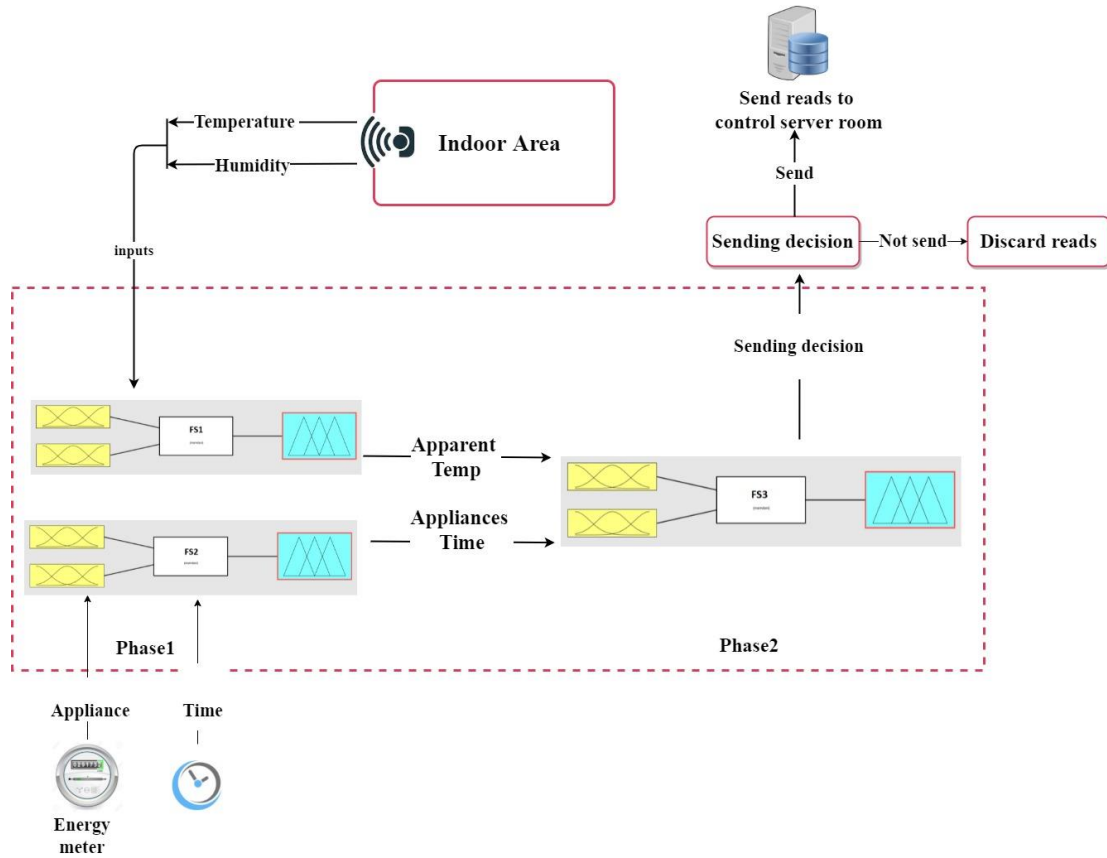 Send reads to
control server room
Temperature
Indoor Area
Humidity
Send
inputs
Sending decision
Not send
Discard reads
Sending decision
FS1
Apparent
Temp
FS3
Appliances
Time
FS2
Phase1
Phase2
Appliance
Time
Energy
meter